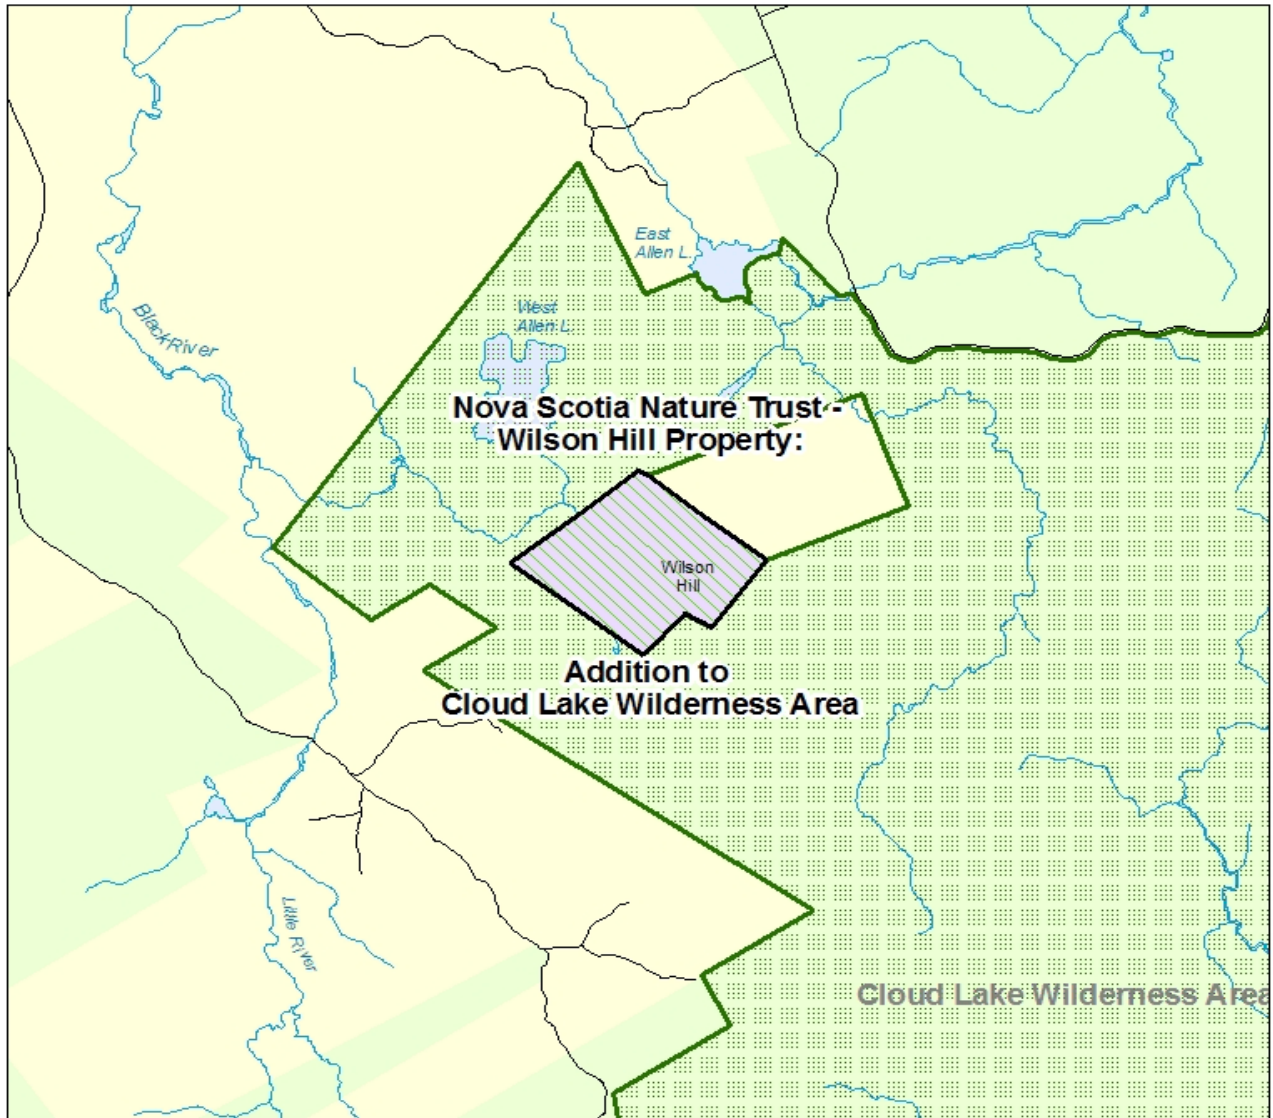 East
Allen L.
West
Allen L.
Black River
Nova Scotia Nature Trust -
Wilson Hill Property:
Wilson
Hill
Addition to
Cloud Lake Wilderness Area
Little River
Cloud Lake Wilderness Area